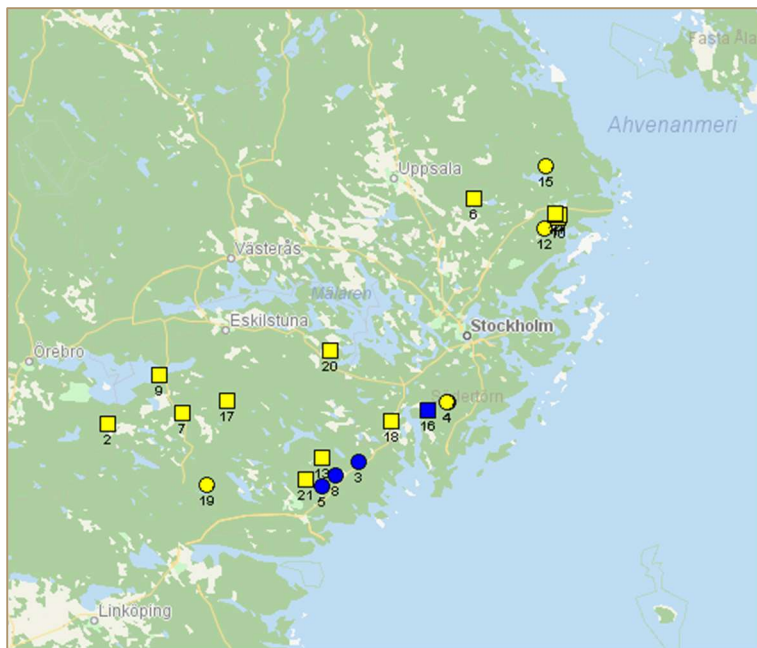 Fasta Åla
Ahvenanmeri
Uppsala
15
6
12
Västerås
Mälaren
Eskilstuna
Stockholm
Örebro
20
9
17
Södertörn
4
16
7
2
18
13
3
21
8
5
19
Linköping